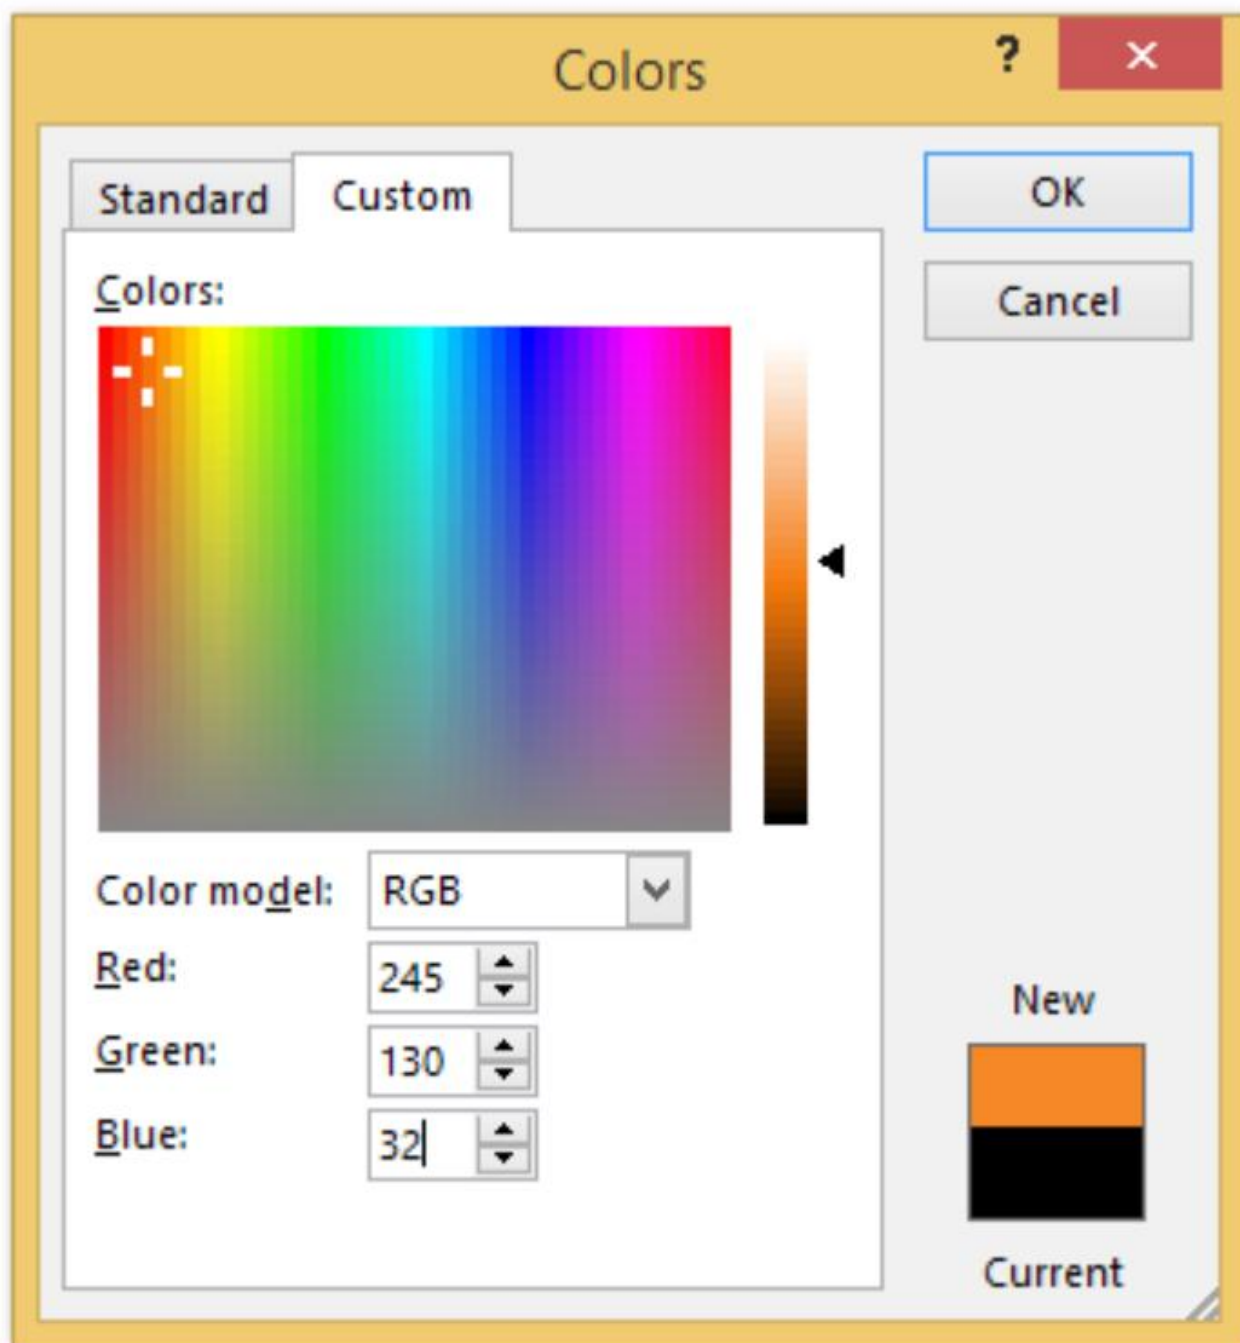 Colors
?
Standard
Custom
OK
Cancel
Colors:
Color model: RGB
Red: 245
Green: 130
Blue: 32
New
Current